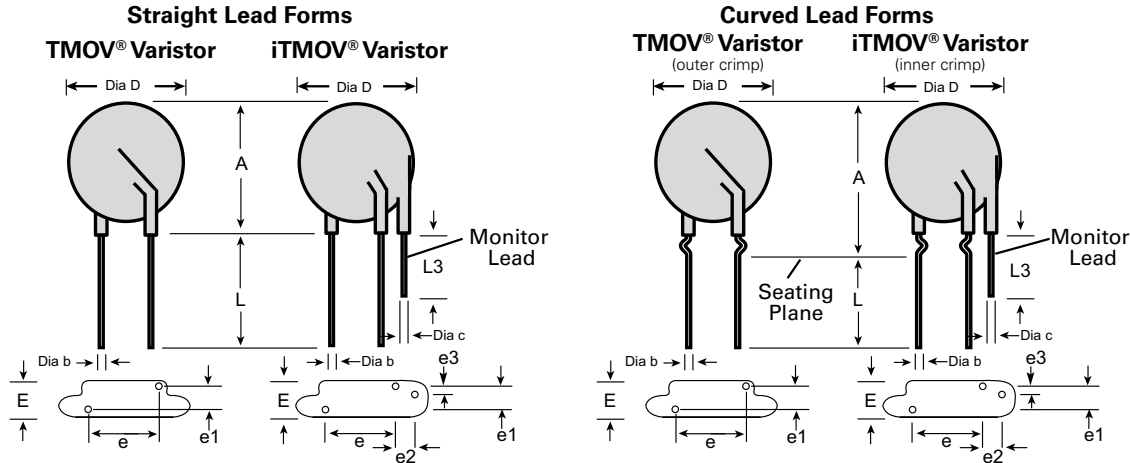 Straight Lead Forms
TMOV® Varistor
iTMOV® Varistor
Dia D
Dia D
A
L
L3
Monitor
Lead
Dia c
Dia b
Dia b
e3
E
E
e
e
e1
e2
e1
Curved Lead Forms
TMOV® Varistor
(outer crimp)
iTMOV® Varistor
(inner crimp)
Dia D
Dia D
A
L3
Monitor
Lead
Seating
Plane
L
Dia c
Dia b
Dia b
e3
E
E
e
e
e1
e2
e1